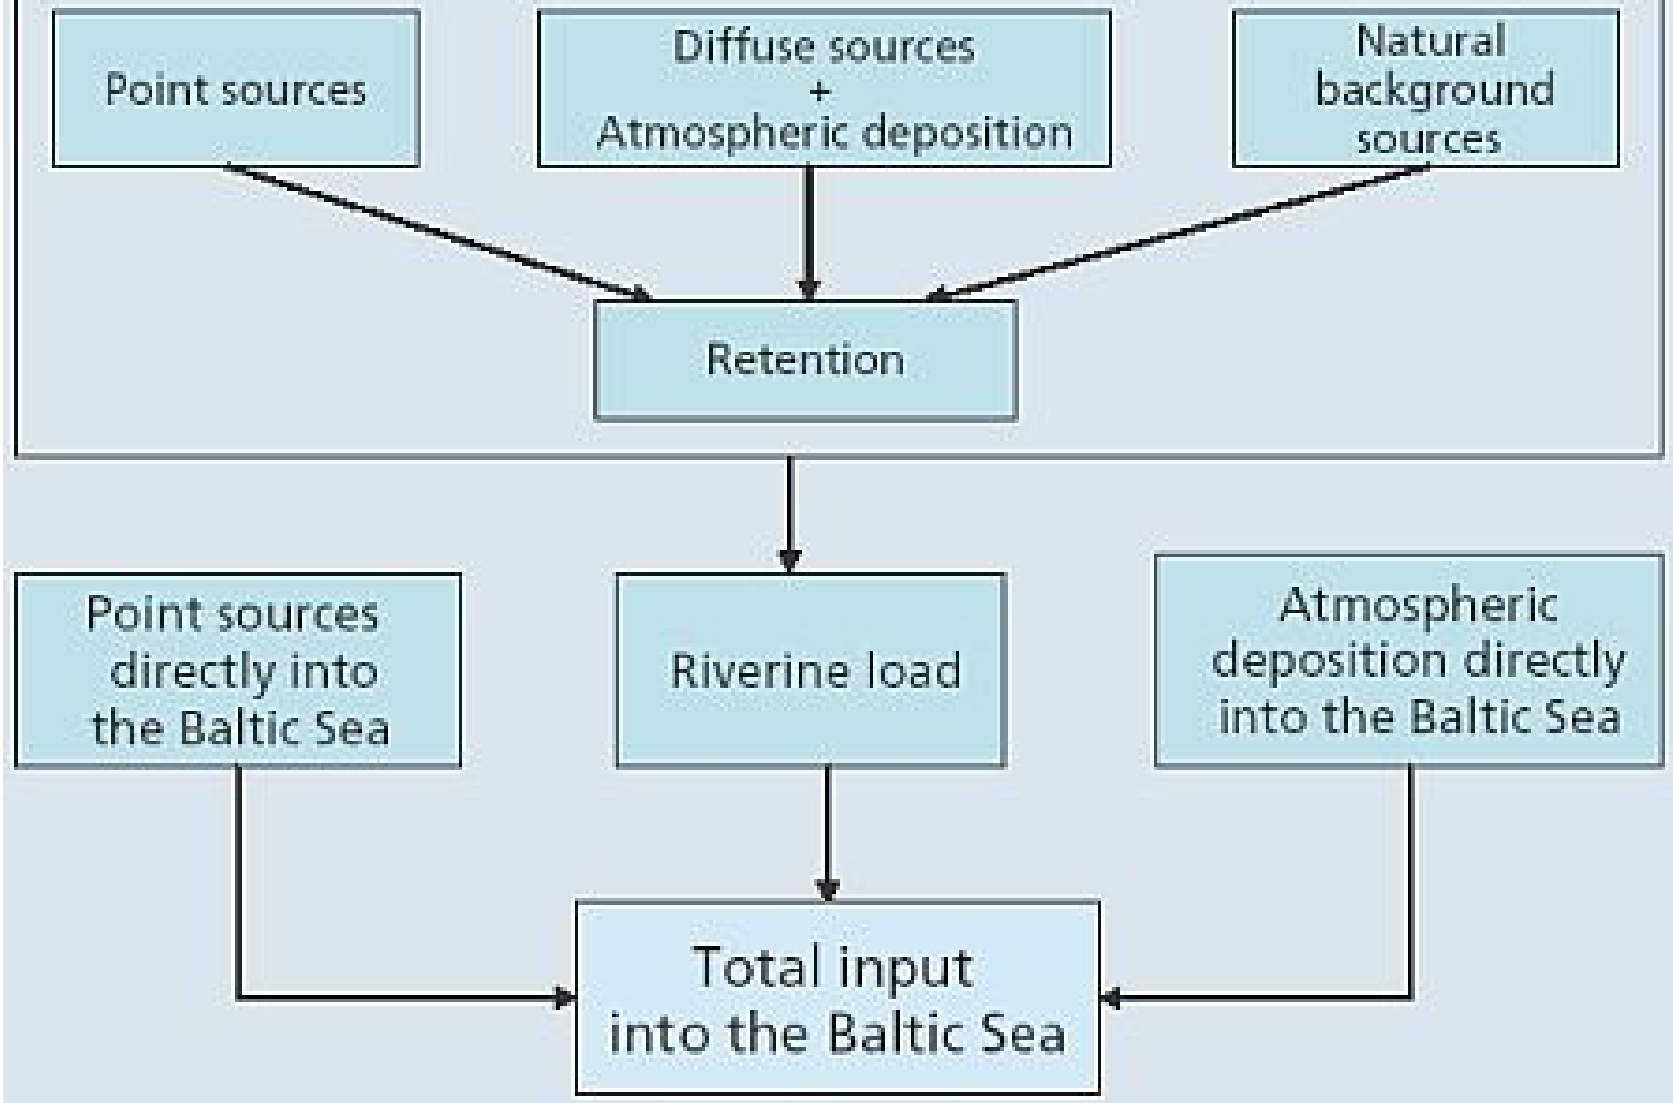 Point sources
Diffuse sources
+
Atmospheric deposition
Natural
background
sources
Retention
Point sources
directly into
the Baltic Sea
Riverine load
Atmospheric
deposition directly
into the Baltic Sea
Total input
into the Baltic Sea